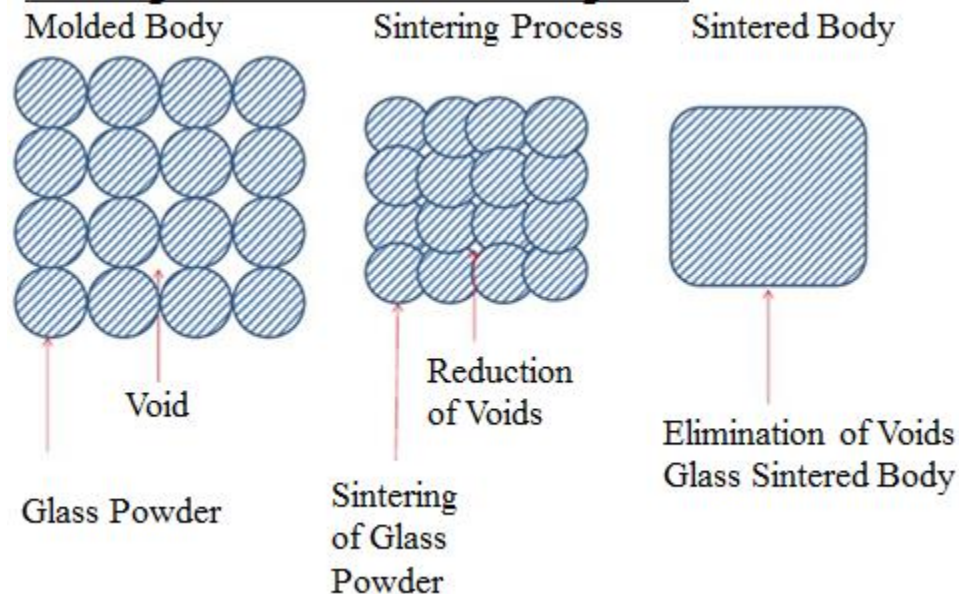 Molded Body
Sintering Process
Sintered Body
Void
Reduction
of Voids
Elimination of Voids
Glass Sintered Body
Glass Powder
Sintering
of Glass
Powder